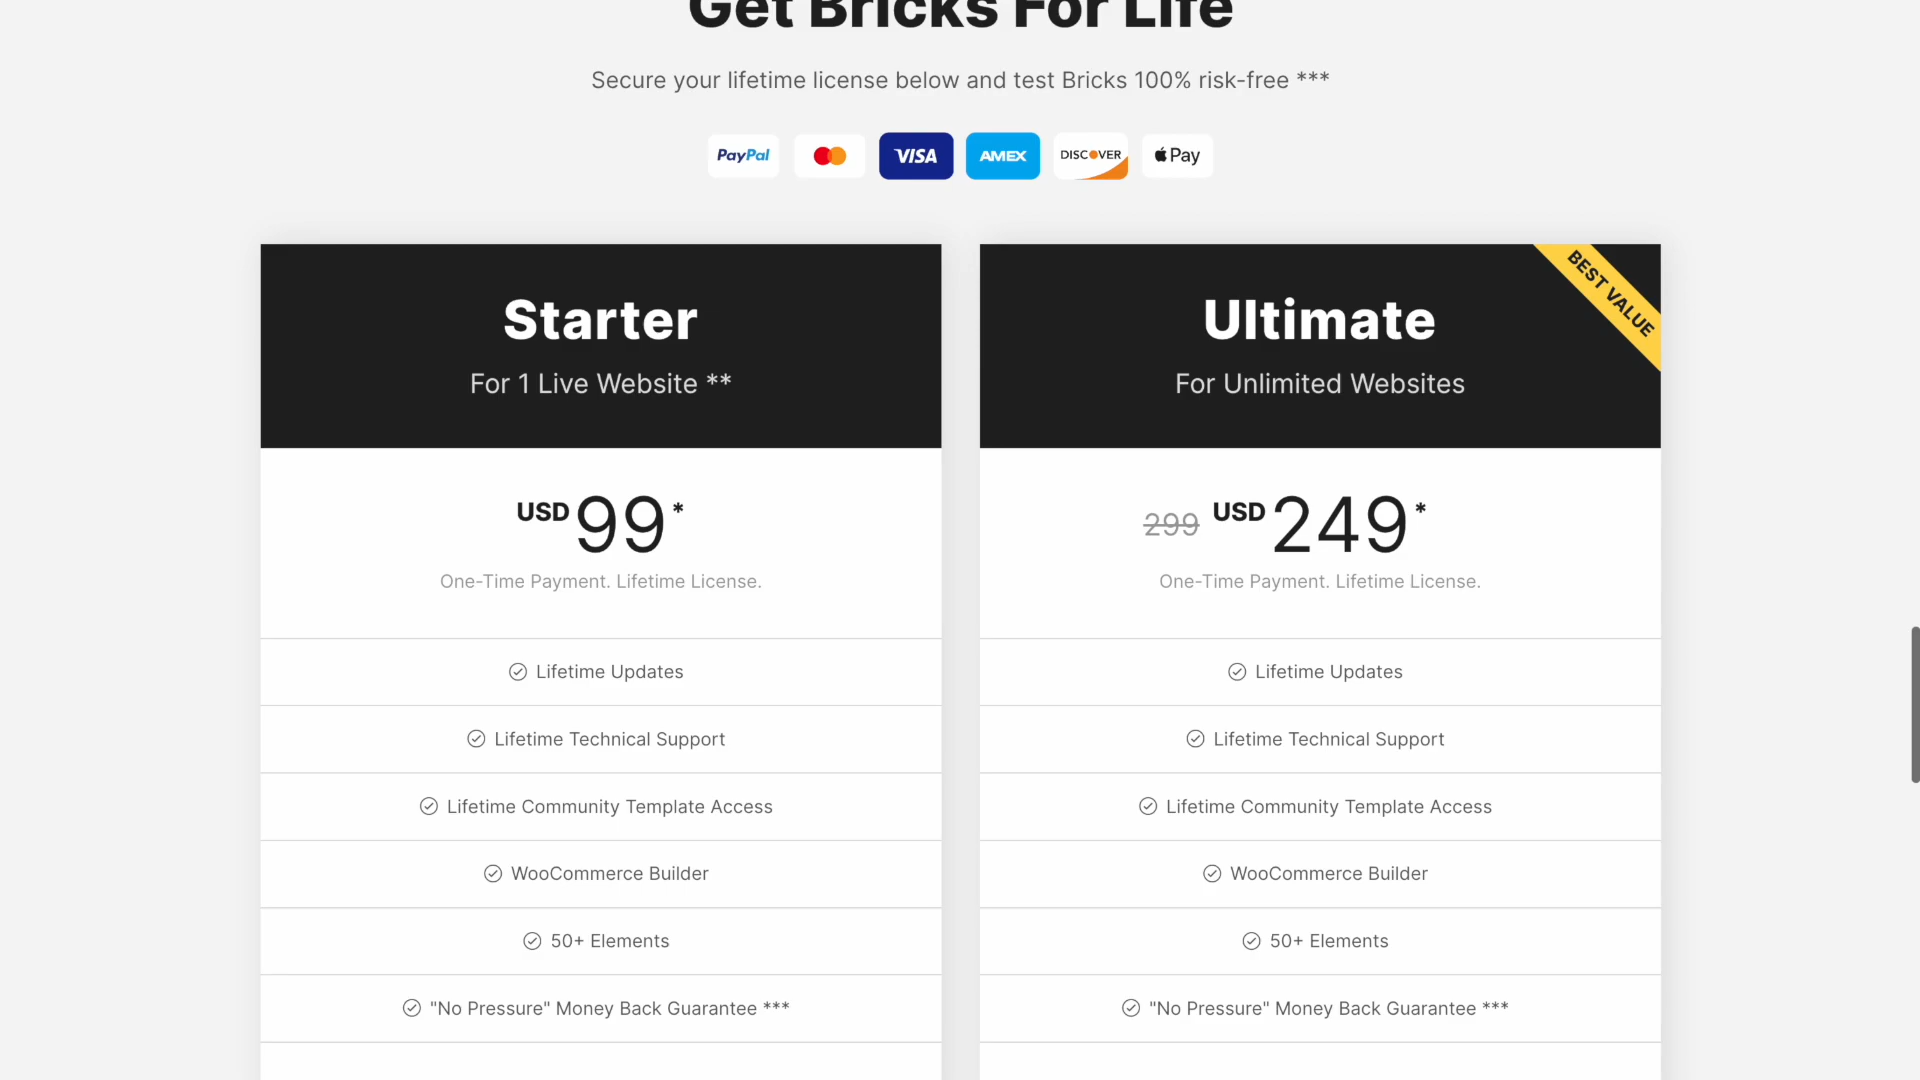 Get Bricks For Life
Secure your lifetime license below and test Bricks 100% risk-free ***
PayPal VISA AMEX DISCOVER Pay
Starter
For 1 Live Website **
USD 99 *
One-Time Payment. Lifetime License.
Lifetime Updates
Lifetime Technical Support
Lifetime Community Template Access
WooCommerce Builder
50+ Elements
"No Pressure" Money Back Guarantee ***
BEST VALUE
Ultimate
For Unlimited Websites
299 USD 249 *
One-Time Payment. Lifetime License.
Lifetime Updates
Lifetime Technical Support
Lifetime Community Template Access
WooCommerce Builder
50+ Elements
"No Pressure" Money Back Guarantee ***